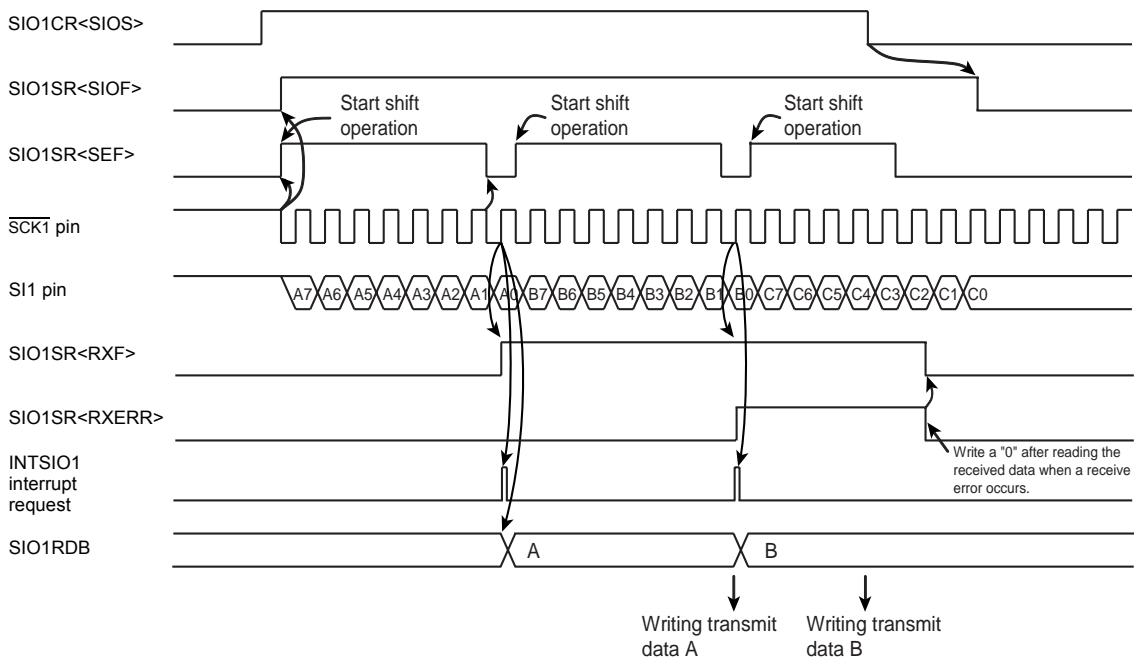 SIO1CR<SIOS>
SIO1SR<SIOF>
Start shift
operation
Start shift
operation
Start shift
operation
SIO1SR<SEF>
SCK1 pin
SI1 pin
A7 A6 A5 A4 A3 A2 A1 A0 B7 B6 B5 B4 B3 B2 B1 B0 C7 C6 C5 C4 C3 C2 C1 C0
SIO1SR<RXF>
SIO1SR<RXERR>
Write a "0" after reading the
received data when a receive
error occurs.
INTSIO1
interrupt
request
SIO1RDB
A
B
Writing transmit
data A
Writing transmit
data B